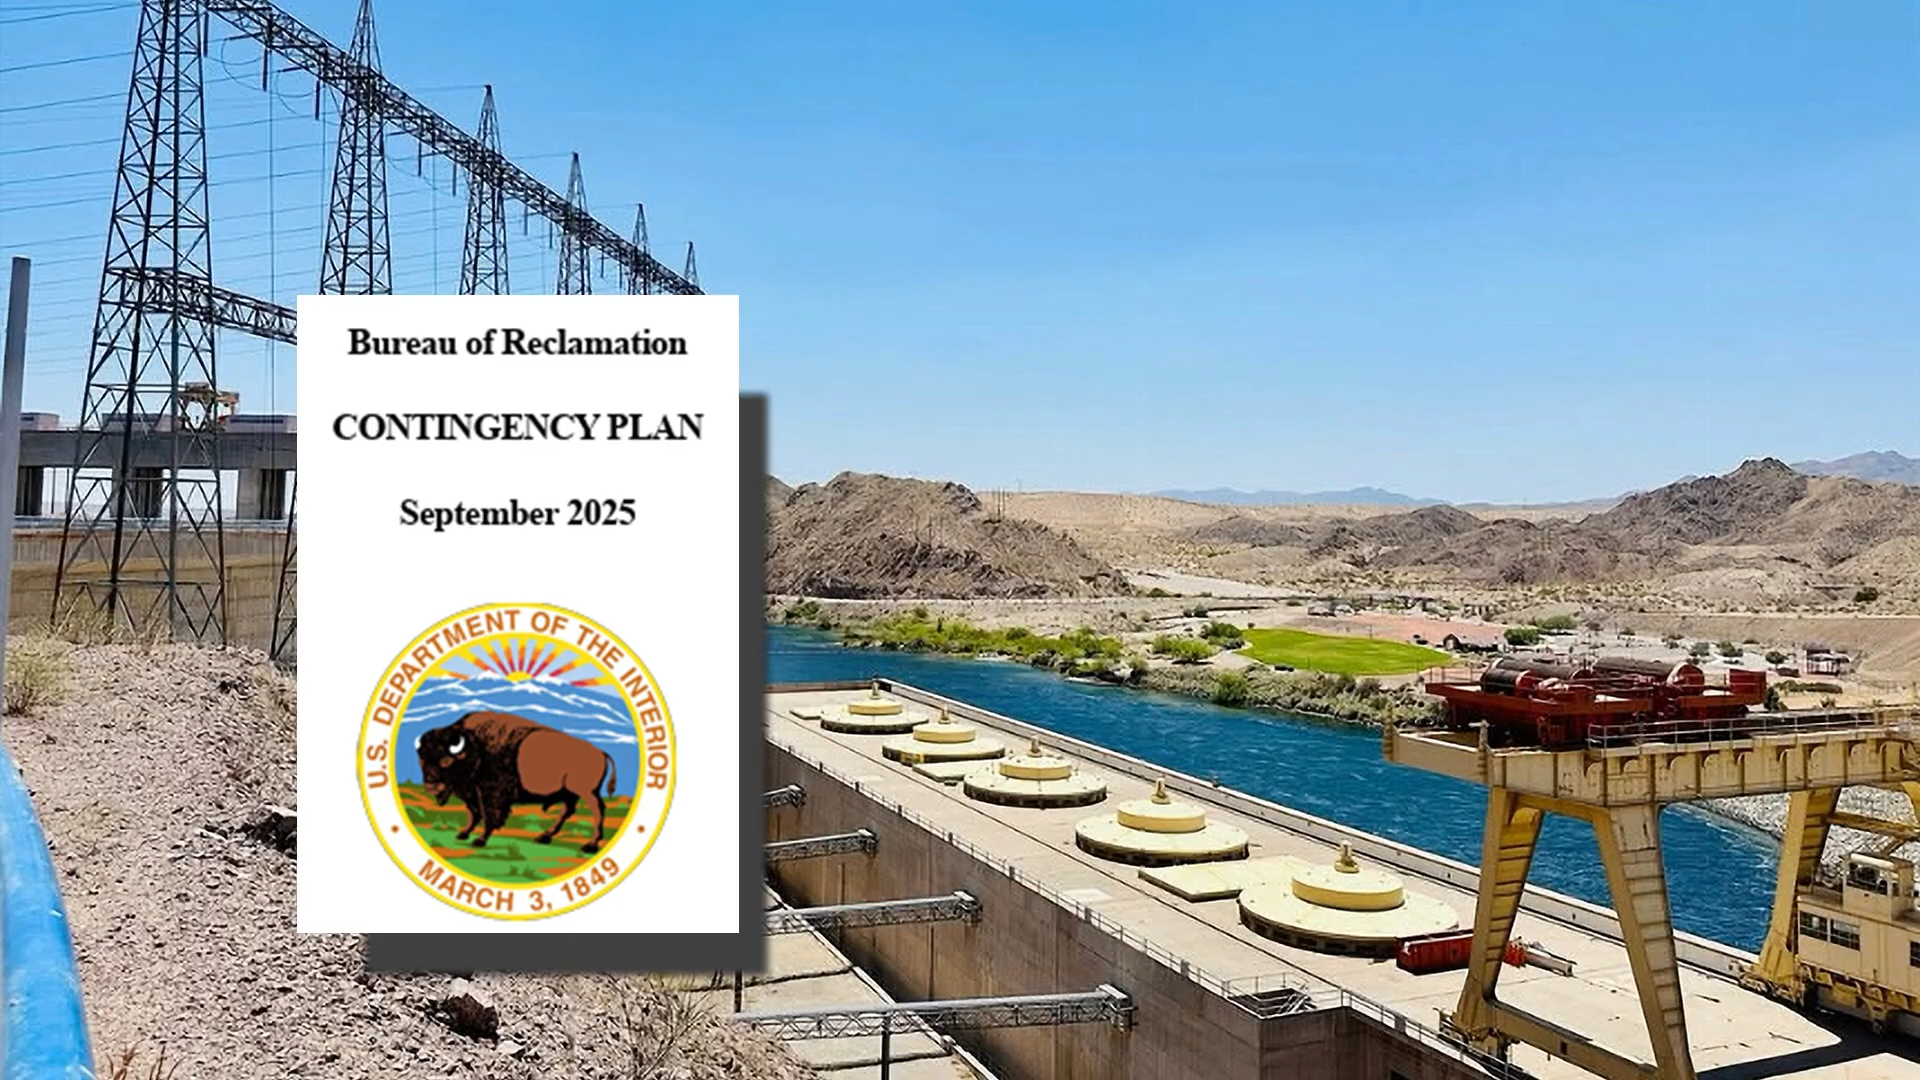 Bureau of Reclamation
CONTINGENCY PLAN
September 2025
U.S. DEPARTMENT OF THE INTERIOR
MARCH 3, 1849